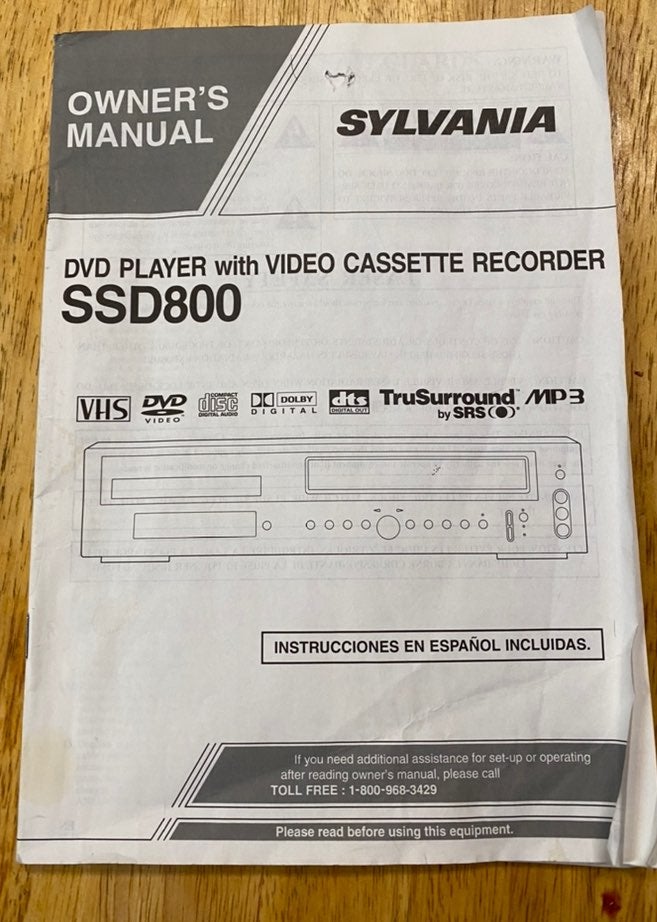 OWNER'S
MANUAL
SYLVANIA
DVD PLAYER with VIDEO CASSETTE RECORDER
SSD800
VHS
DVD
VIDEO
COMPACT
disc
DIGITAL AUDIO
DOLBY
DIGITAL
dts
DIGITAL OUT
TruSurround™
by SRS(●)®
MP3
INSTRUCCIONES EN ESPAÑOL INCLUIDAS.
If you need additional assistance for set-up or operating
after reading owner's manual, please call
TOLL FREE : 1-800-968-3429
Please read before using this equipment.